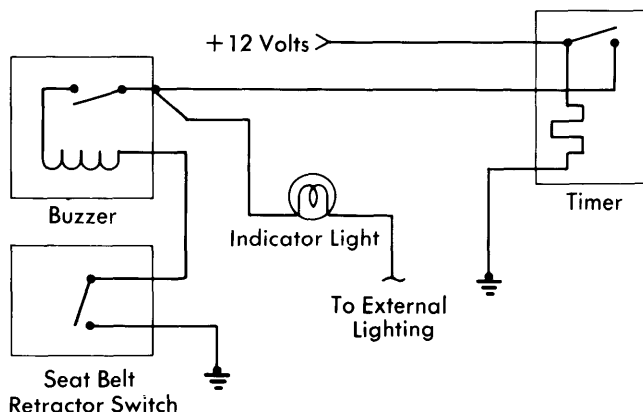 +12 Volts
Buzzer
Timer
Indicator Light
To External
Lighting
Seat Belt
Retractor Switch